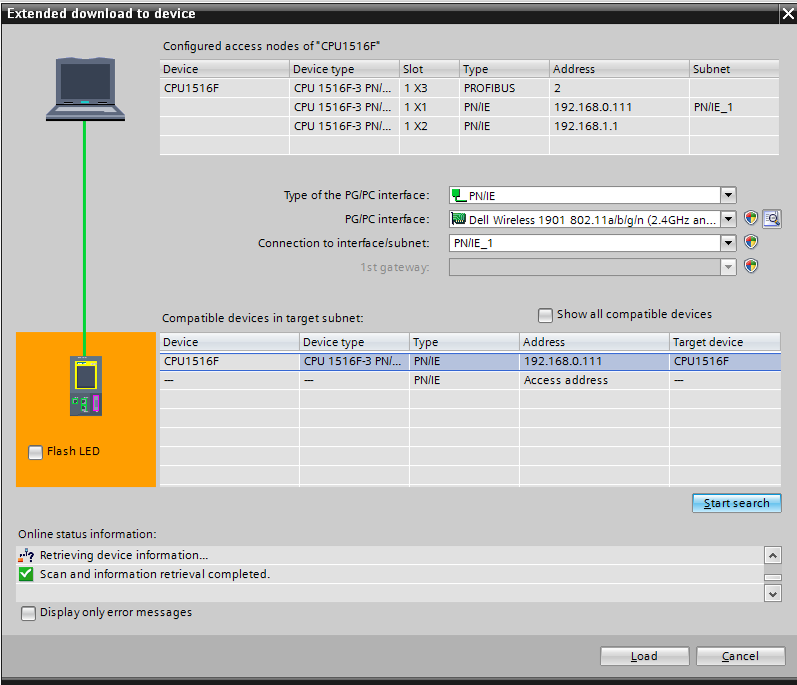 Extended download to device
Configured access nodes of "CPU1516F"
Device Device type Slot Type Address Subnet
CPU1516F CPU 1516F-3 PN/... 1 X3 PROFIBUS 2
CPU 1516F-3 PN/... 1 X1 PN/IE 192.168.0.111 PN/IE_1
CPU 1516F-3 PN/... 1 X2 PN/IE 192.168.1.1
Type of the PG/PC interface: PN/IE
PG/PC interface: Dell Wireless 1901 802.11a/b/g/n (2.4GHz an...
Connection to interface/subnet: PN/IE_1
1st gateway:
Compatible devices in target subnet: Show all compatible devices
Device Device type Type Address Target device
CPU1516F CPU 1516F-3 PN/... PN/IE 192.168.0.111 CPU1516F
--- --- PN/IE Access address ---
Flash LED
Start search
Online status information:
Retrieving device information...
Scan and information retrieval completed.
Display only error messages
Load Cancel